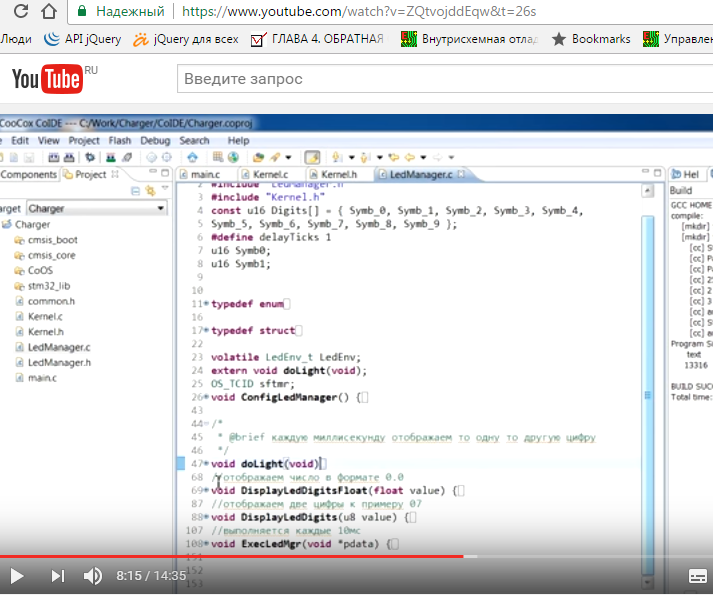 Надежный https://www.youtube.com/watch?v=ZQtvojddEqw&t=26s
Люди API jQuery jQuery для всех ГЛАВА 4. ОБРАТНАЯ Внутрисхемная отлад Bookmarks Управлен
YouTube RU Введите запрос
CooCox CoIDE --- C:/Work/Charger/CoIDE/Charger.coproj
Edit View Project Flash Debug Search Help
Components Project
main.c Kernel.c Kernel.h LedManager.c Hel
arget Charger
Charger
cmsis_boot
cmsis_core
CoOS
stm32_lib
common.h
Kernel.c
Kernel.h
LedManager.c
LedManager.h
main.c
2 #include "LedManager.h"
3 #include "Kernel.h"
4 const u16 Digits[] = { Symb_0, Symb_1, Symb_2, Symb_3, Symb_4,
5 Symb_5, Symb_6, Symb_7, Symb_8, Symb_9 };
6 #define delayTicks 1
7 u16 Symb0;
8 u16 Symb1;
9
10
11 typedef enum
16
17 typedef struct
22
23 volatile LedEnv_t LedEnv;
24 extern void doLight(void);
25 OS_TCID sftmr;
26 void ConfigLedManager() {
43
44 /*
45 * @brief каждую миллисекунду отображаем то одну то другую цифру
46 */
47 void doLight(void)
68 //отображаем число в формате 0.0
69 void DisplayLedDigitsFloat(float value) {
87 //отображаем две цифры к примеру 07
88 void DisplayLedDigits(u8 value) {
107 //выполняется каждые 10мс
108 void ExecLedMgr(void *pdata) {
151
152
153
Build
GCC HOME
compile:
[mkdir]
[mkdir]
[cc] S
[cc] Pa
[cc] Pa
[cc] 25
[cc] 2
[cc] 3
[cc] a
[cc] S
[cc] a
Program S
text
13316
BUILD SUCC
Total time:
8:15 / 14:35